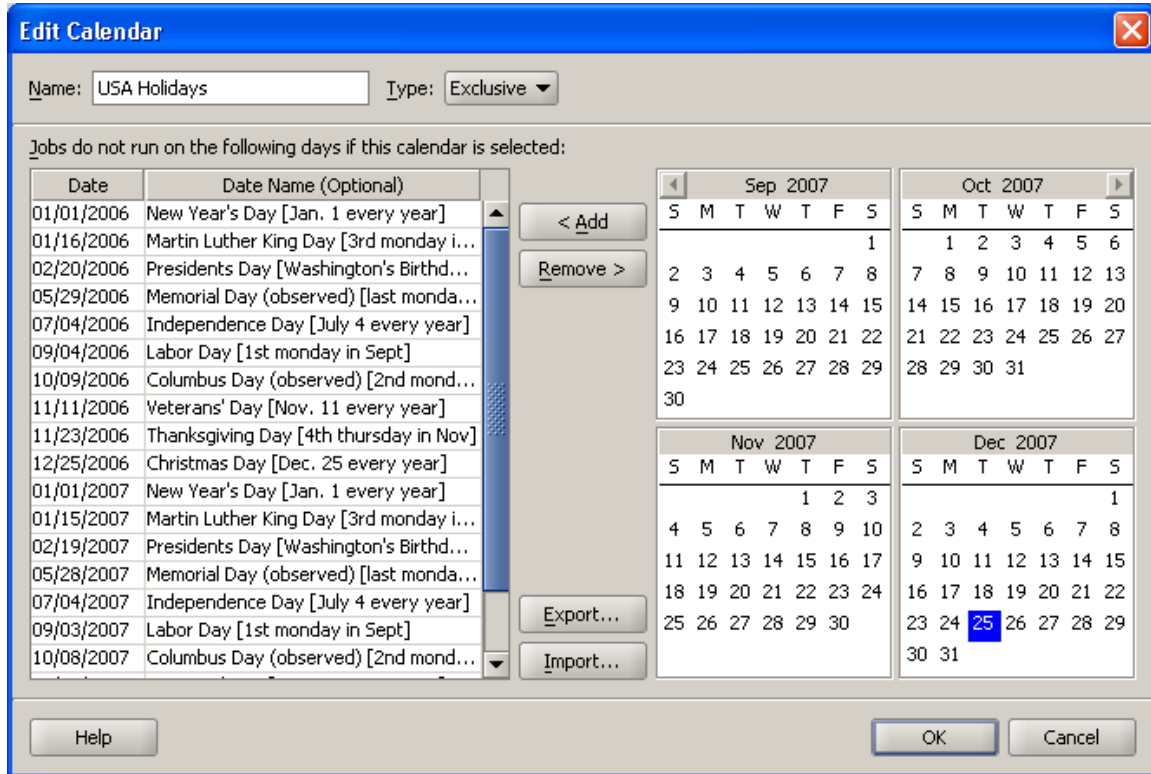 Edit Calendar
Name: USA Holidays Type: Exclusive
Jobs do not run on the following days if this calendar is selected:
Date Date Name (Optional)
01/01/2006 New Year's Day [Jan. 1 every year]
01/16/2006 Martin Luther King Day [3rd monday i...
02/20/2006 Presidents Day [Washington's Birthd...
05/29/2006 Memorial Day (observed) [last monda...
07/04/2006 Independence Day [July 4 every year]
09/04/2006 Labor Day [1st monday in Sept]
10/09/2006 Columbus Day (observed) [2nd mond...
11/11/2006 Veterans' Day [Nov. 11 every year]
11/23/2006 Thanksgiving Day [4th thursday in Nov]
12/25/2006 Christmas Day [Dec. 25 every year]
01/01/2007 New Year's Day [Jan. 1 every year]
01/15/2007 Martin Luther King Day [3rd monday i...
02/19/2007 Presidents Day [Washington's Birthd...
05/28/2007 Memorial Day (observed) [last monda...
07/04/2007 Independence Day [July 4 every year]
09/03/2007 Labor Day [1st monday in Sept]
10/08/2007 Columbus Day (observed) [2nd mond...
< Add
Remove >
Export...
Import...
Sep 2007
S M T W T F S
1
2 3 4 5 6 7 8
9 10 11 12 13 14 15
16 17 18 19 20 21 22
23 24 25 26 27 28 29
30
Oct 2007
S M T W T F S
1 2 3 4 5 6
7 8 9 10 11 12 13
14 15 16 17 18 19 20
21 22 23 24 25 26 27
28 29 30 31
Nov 2007
S M T W T F S
1 2 3
4 5 6 7 8 9 10
11 12 13 14 15 16 17
18 19 20 21 22 23 24
25 26 27 28 29 30
Dec 2007
S M T W T F S
1
2 3 4 5 6 7 8
9 10 11 12 13 14 15
16 17 18 19 20 21 22
23 24 25 26 27 28 29
30 31
Help
OK
Cancel